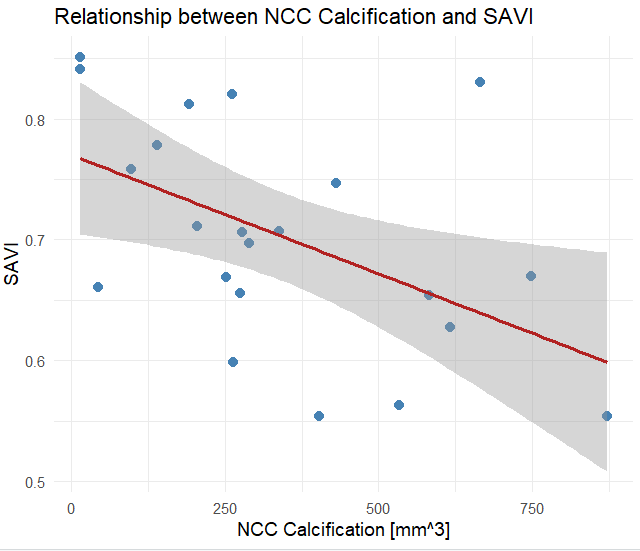 Relationship between NCC Calcification and SAVI
SAVI
0.8
0.7
0.6
0.5
0 250 500 750
NCC Calcification [mm^3]